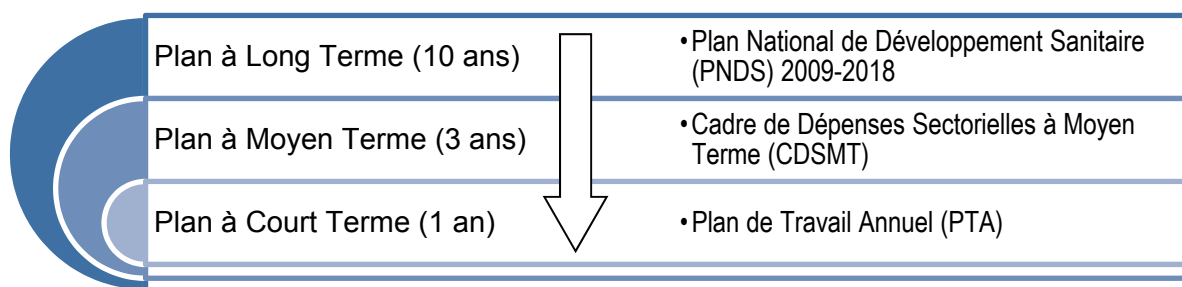 Plan à Long Terme (10 ans)
•Plan National de Développement Sanitaire
(PNDS) 2009-2018
Plan à Moyen Terme (3 ans)
•Cadre de Dépenses Sectorielles à Moyen
Terme (CDSMT)
Plan à Court Terme (1 an)
•Plan de Travail Annuel (PTA)